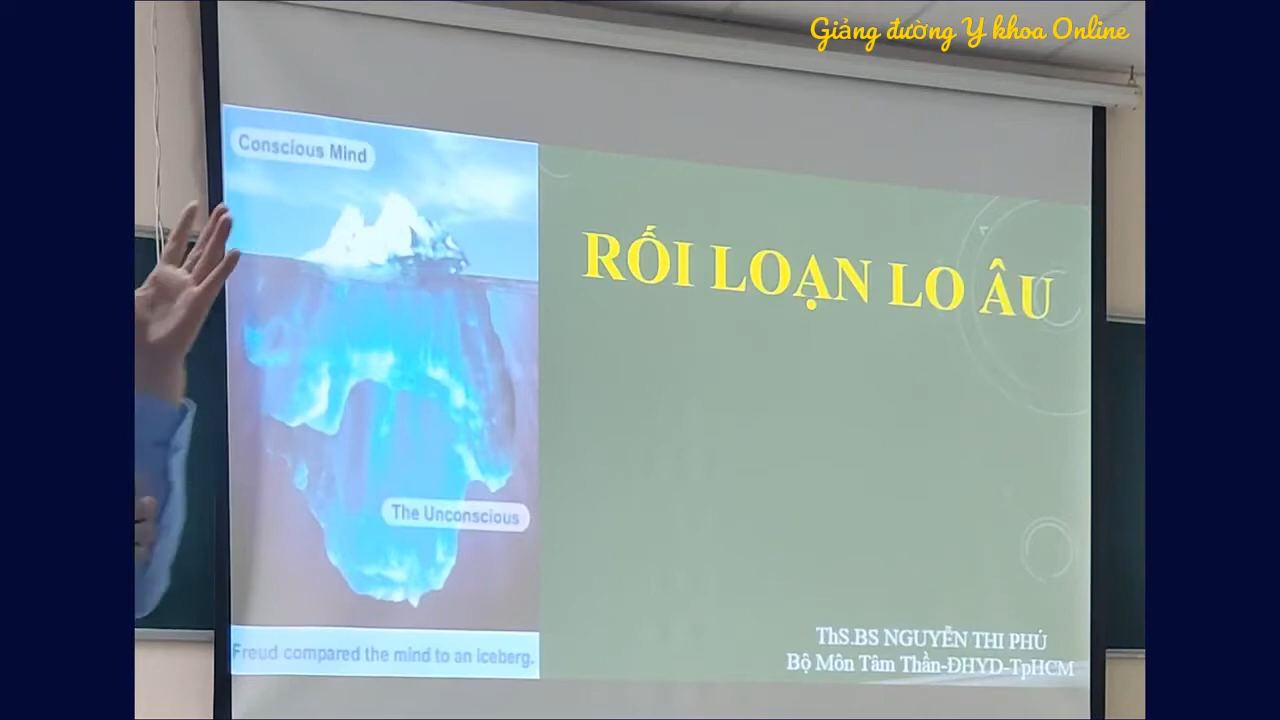 Giảng đường Y khoa Online
Conscious Mind
RỐI LOẠN LO ÂU
The Unconscious
Freud compared the mind to an iceberg.
ThS.BS NGUYỄN THI PHÚ
Bộ Môn Tâm Thần-ĐHYD-TpHCM